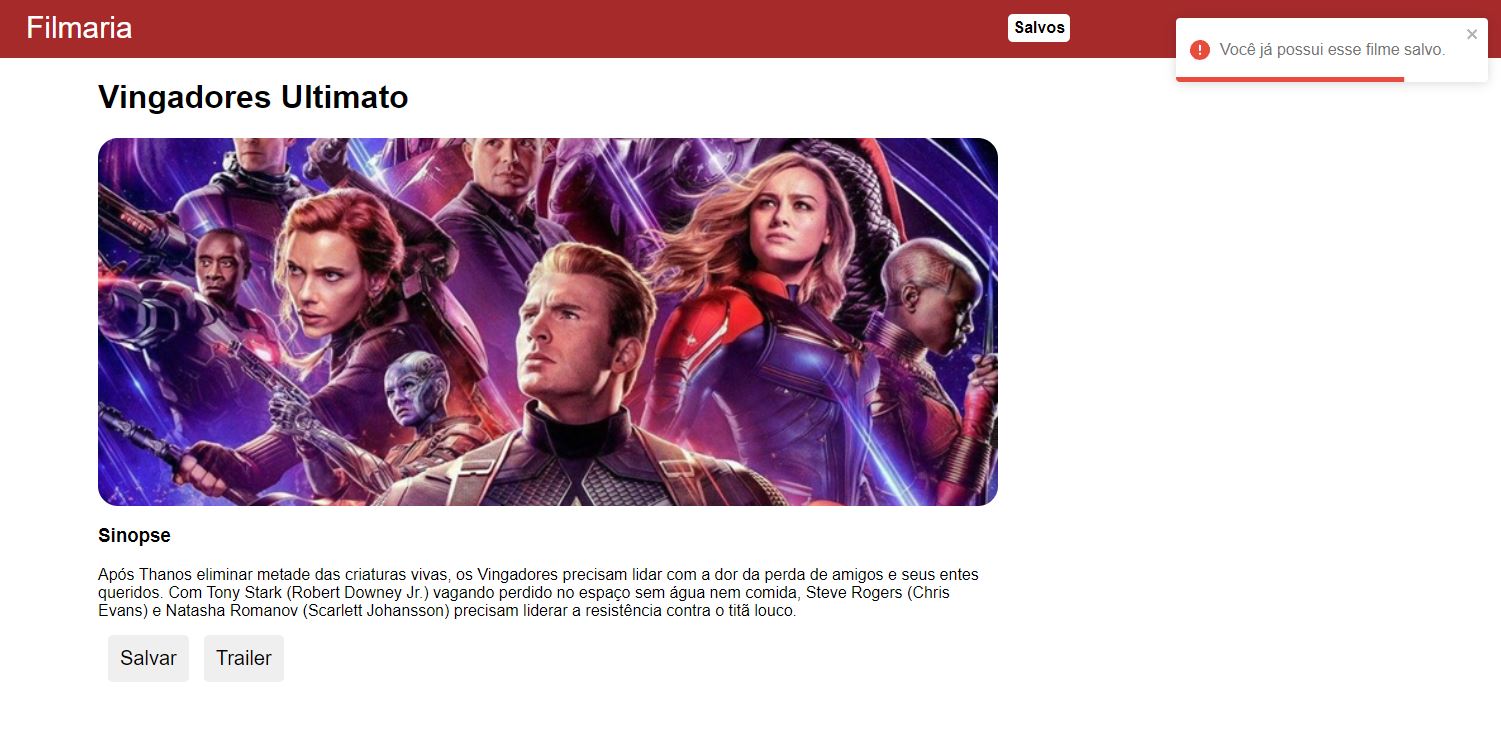 Filmaria
Salvos
Você já possui esse filme salvo.
Vingadores Ultimato
Sinopse
Após Thanos eliminar metade das criaturas vivas, os Vingadores precisam lidar com a dor da perda de amigos e seus entes
queridos. Com Tony Stark (Robert Downey Jr.) vagando perdido no espaço sem água nem comida, Steve Rogers (Chris
Evans) e Natasha Romanov (Scarlett Johansson) precisam liderar a resistência contra o titã louco.
Salvar
Trailer